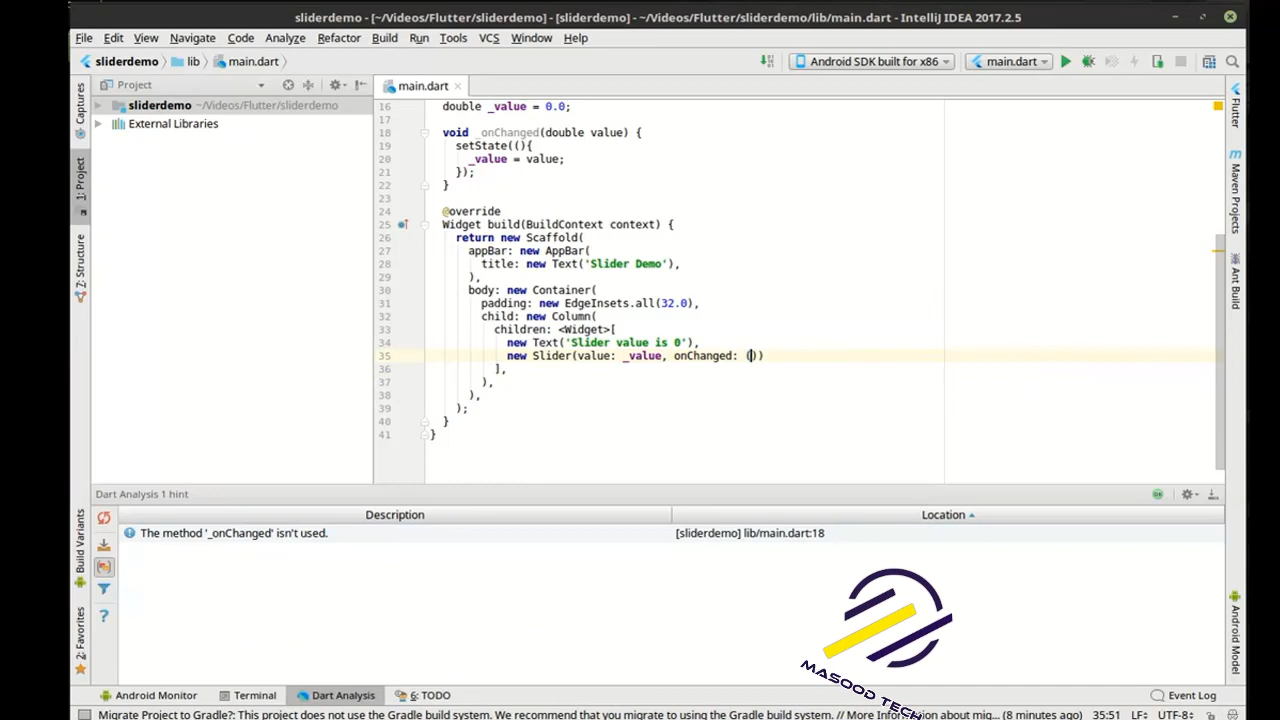 sliderdemo - [~/Videos/Flutter/sliderdemo] - [sliderdemo] - ~/Videos/Flutter/sliderdemo/lib/main.dart - IntelliJ IDEA 2017.2.5
File Edit View Navigate Code Analyze Refactor Build Run Tools VCS Window Help
sliderdemo lib main.dart Android SDK built for x86 main.dart
Project main.dart
sliderdemo ~/Videos/Flutter/sliderdemo
External Libraries
Captures
1: Project
7: Structure
Build Variants
2: Favorites
16 double _value = 0.0;
17
18 void _onChanged(double value) {
19 setState((){
20 _value = value;
21 });
22 }
23
24 @override
25 Widget build(BuildContext context) {
26 return new Scaffold(
27 appBar: new AppBar(
28 title: new Text('Slider Demo'),
29 ),
30 body: new Container(
31 padding: new EdgeInsets.all(32.0),
32 child: new Column(
33 children: <Widget>[
34 new Text('Slider value is 0'),
35 new Slider(value: _value, onChanged: ())
36 ],
37 ),
38 ),
39 );
40 }
41 }
Flutter
Maven Projects
Ant Build
Android Model
Dart Analysis 1 hint
Description Location
The method '_onChanged' isn't used. [sliderdemo] lib/main.dart:18
MASOOD TECH
Android Monitor Terminal Dart Analysis 6: TODO Event Log
Migrate Project to Gradle?: This project does not use the Gradle build system. We recommend that you migrate to using the Gradle build system. // More Information about mig... (8 minutes ago) 35:51 LF÷ UTF-8÷